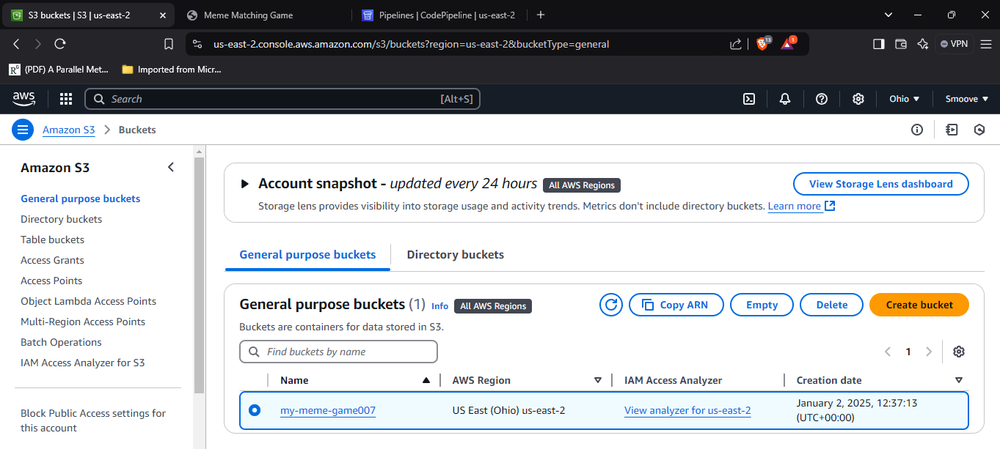 S3 buckets | S3 | us-east-2
Meme Matching Game
Pipelines | CodePipeline | us-east-2
us-east-2.console.aws.amazon.com/s3/buckets?region=us-east-2&bucketType=general
13
1
VPN
R⁶ (PDF) A Parallel Met...
Imported from Micr...
aws
Search
[Alt+S]
Ohio
Smoove
Amazon S3
Buckets
Amazon S3
General purpose buckets
Directory buckets
Table buckets
Access Grants
Access Points
Object Lambda Access Points
Multi-Region Access Points
Batch Operations
IAM Access Analyzer for S3
Block Public Access settings for
this account
Account snapshot - updated every 24 hours All AWS Regions
View Storage Lens dashboard
Storage lens provides visibility into storage usage and activity trends. Metrics don't include directory buckets. Learn more
General purpose buckets
Directory buckets
General purpose buckets (1) Info All AWS Regions
Copy ARN
Empty
Delete
Create bucket
Buckets are containers for data stored in S3.
Find buckets by name
1
Name
AWS Region
IAM Access Analyzer
Creation date
my-meme-game007
US East (Ohio) us-east-2
View analyzer for us-east-2
January 2, 2025, 12:37:13
(UTC+00:00)